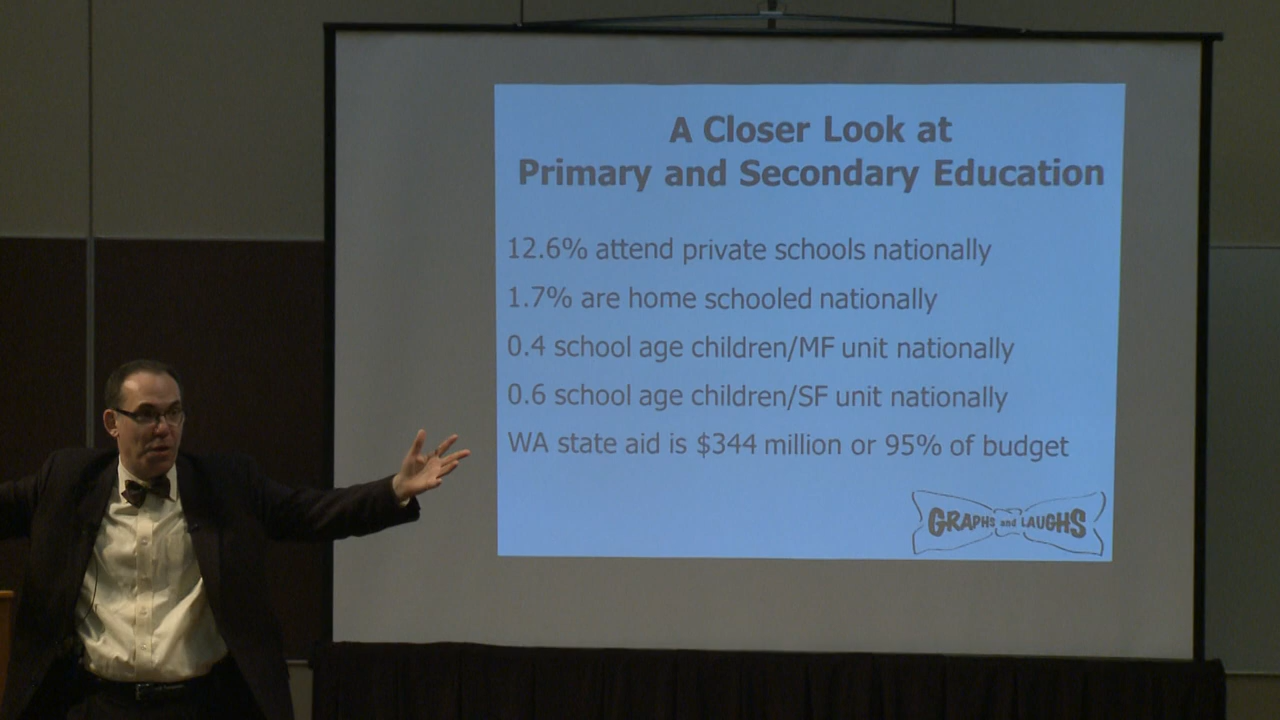 A Closer Look at
Primary and Secondary Education
12.6% attend private schools nationally
1.7% are home schooled nationally
0.4 school age children/MF unit nationally
0.6 school age children/SF unit nationally
WA state aid is $344 million or 95% of budget
GRAPHS and LAUGHS